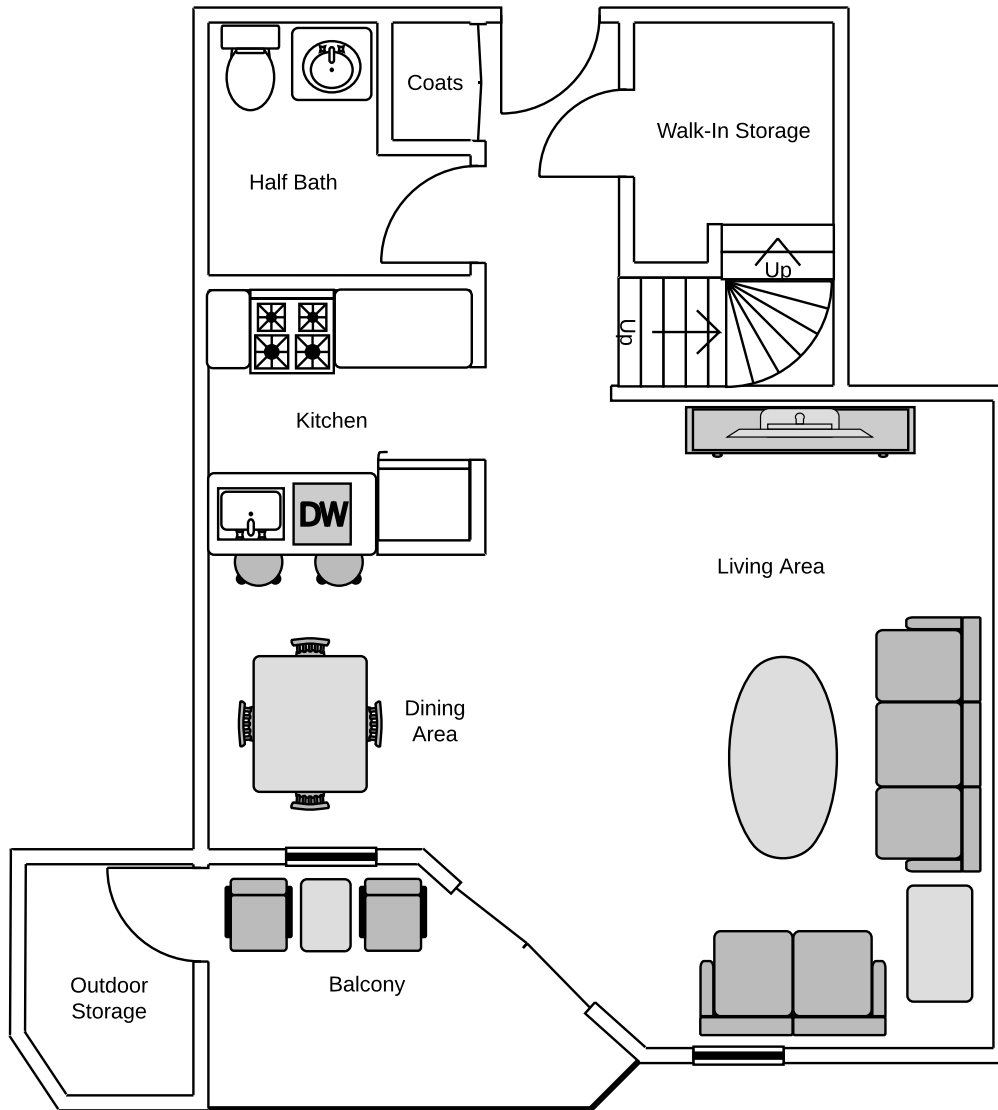 Coats
Walk-In Storage
Half Bath
Up
Up
Kitchen
DW
Living Area
Dining
Area
Outdoor
Storage
Balcony